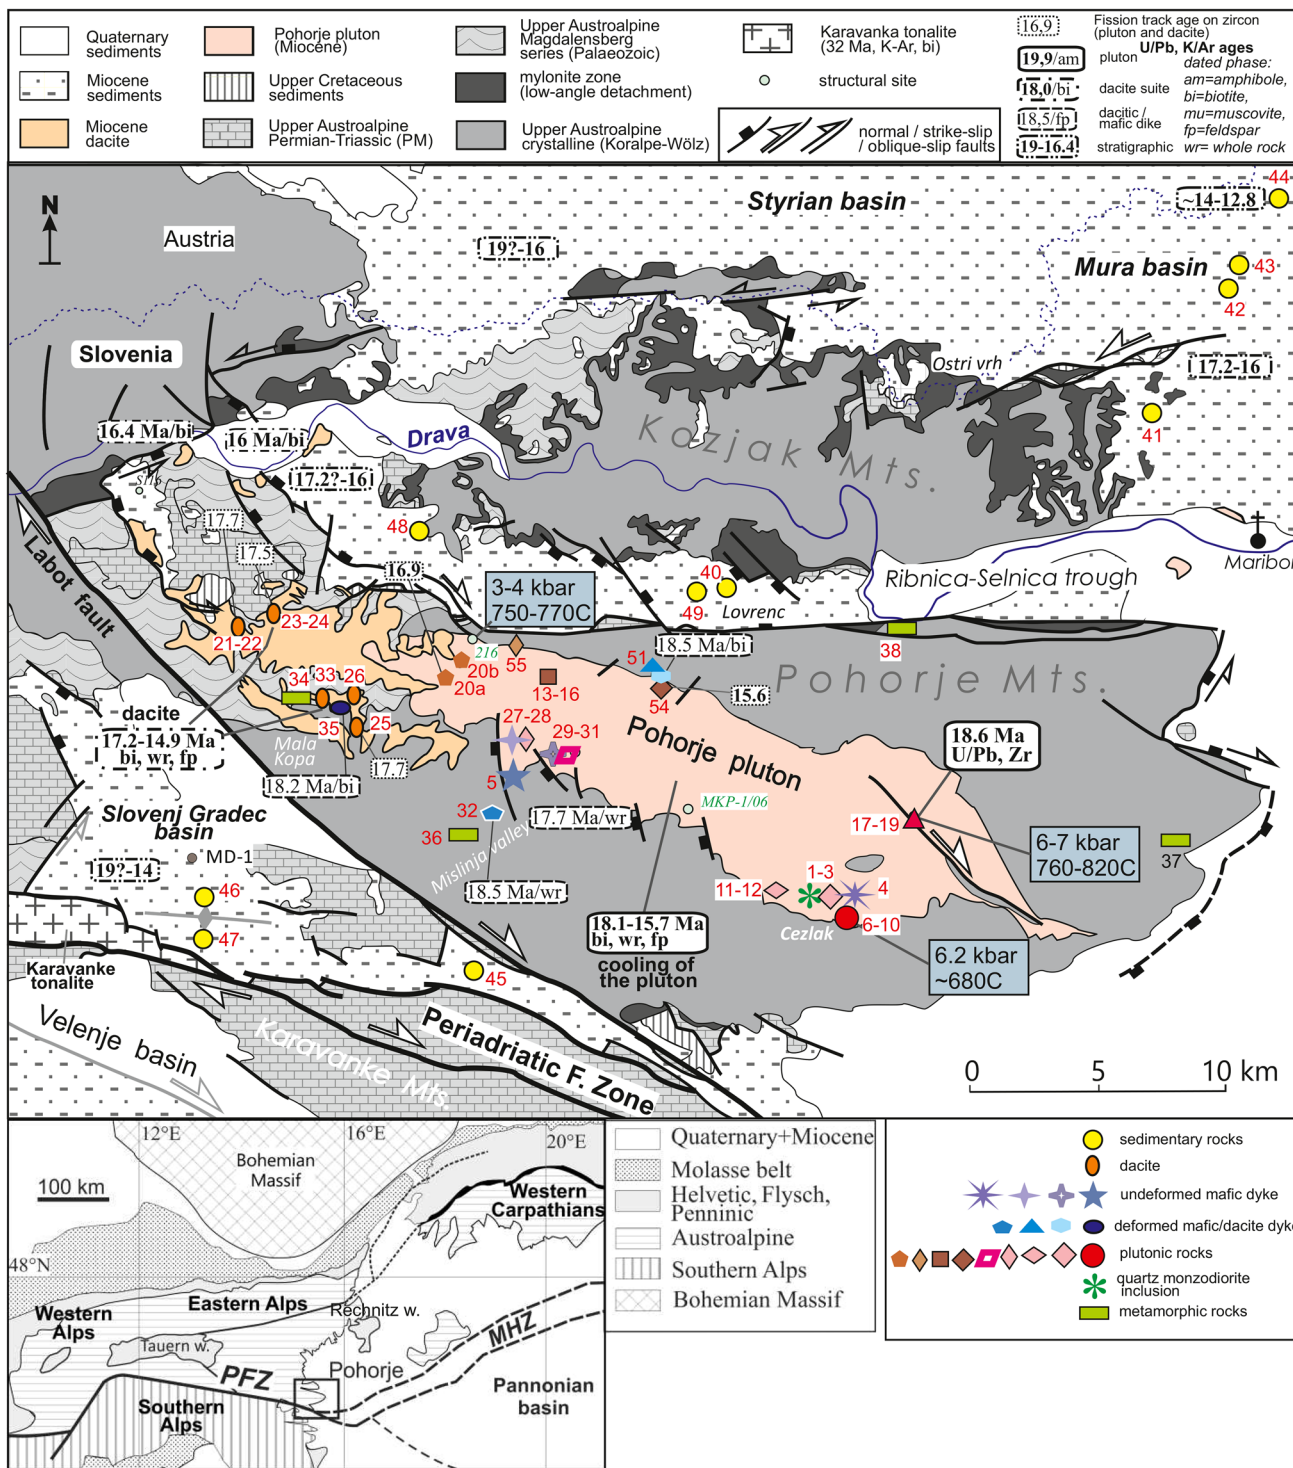 Quaternary
sediments
Miocene
sediments
Miocene
dacite
Pohorje pluton
(Miocene)
Upper Cretaceous
sediments
Upper Austroalpine
Permian-Triassic (PM)
Upper Austroalpine
Magdalensberg
series (Palaeozoic)
mylonite zone
(low-angle detachment)
Upper Austroalpine
crystalline (Koralpe-Wölz)
Karavanka tonalite
(32 Ma, K-Ar, bi)
structural site
normal / strike-slip
/ oblique-slip faults
16,9
Fission track age on zircon
(pluton and dacite)
U/Pb, K/Ar ages
19,9/am
pluton
18,0/bi
dacite suite
18,5/fp
dacitic /
mafic dike
19-16.4
stratigraphic
dated phase:
am=amphibole,
bi=biotite,
mu=muscovite,
fp=feldspar
wr= whole rock
N
Austria
Styrian basin
44
~14-12.8
19?-16
Mura basin
43
42
Slovenia
Ostri vrh
17.2-16
16.4 Ma/bi
16 Ma/bi
Drava
Kozjak Mts.
41
17.2?-16
17.7
48
17.5
Labot fault
16.9
3-4 kbar
750-770C
40
49
Lovrenc
Ribnica-Selnica trough
Maribor
23-24
21-22
216
55
51
18.5 Ma/bi
38
20b
20a
13-16
54
15.6
Pohorje Mts.
34
33
26
35
25
dacite
17.2-14.9 Ma
bi, wr, fp
Mala
Kopa
27-28
29-31
Pohorje pluton
18.6 Ma
U/Pb, Zr
17.7
18.2 Ma/bi
5
32
36
17.7 Ma/wr
MKP-1/06
17-19
6-7 kbar
760-820C
37
Slovenj Gradec
basin
MD-1
19?-14
Mislinja valley
18.5 Ma/wr
11-12
1-3
4
6-10
Cezlak
46
47
18.1-15.7 Ma
bi, wr, fp
cooling of
the pluton
6.2 kbar
~680C
Karavanke
tonalite
45
Velenje basin
Karavanke Mts.
Periadriatic F. Zone
0 5 10 km
12°E
16°E
20°E
Bohemian
Massif
100 km
Western
Carpathians
48°N
Eastern Alps
Rechnitz w.
Western
Alps
Tauern w.
PFZ
Pohorje
MHZ
Southern
Alps
Pannonian
basin
Quaternary+Miocene
Molasse belt
Helvetic, Flysch,
Penninic
Austroalpine
Southern Alps
Bohemian Massif
sedimentary rocks
dacite
undeformed mafic dyke
deformed mafic/dacite dyke
plutonic rocks
quartz monzodiorite
inclusion
metamorphic rocks